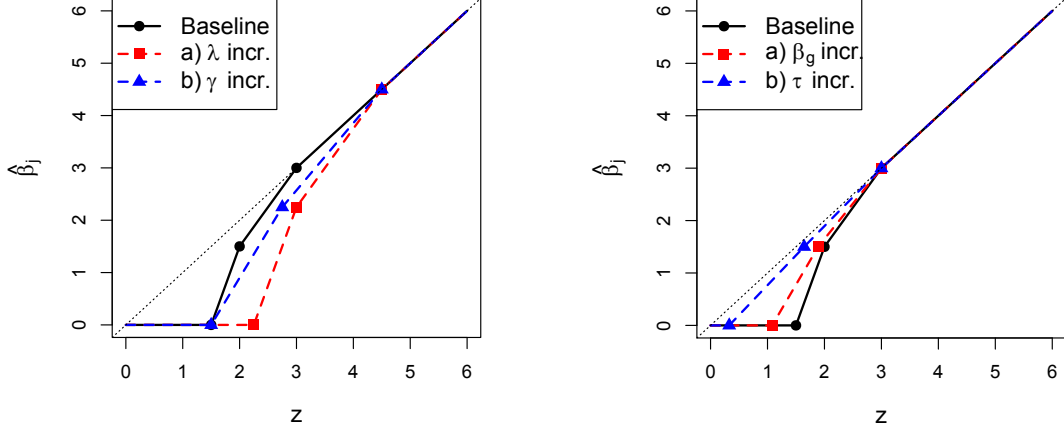 Baseline
a) λ incr.
b) γ incr.
6
5
4
3
2
1
0
β̂j
0 1 2 3 4 5 6
z
Baseline
a) βg incr.
b) τ incr.
6
5
4
3
2
1
0
β̂j
0 1 2 3 4 5 6
z